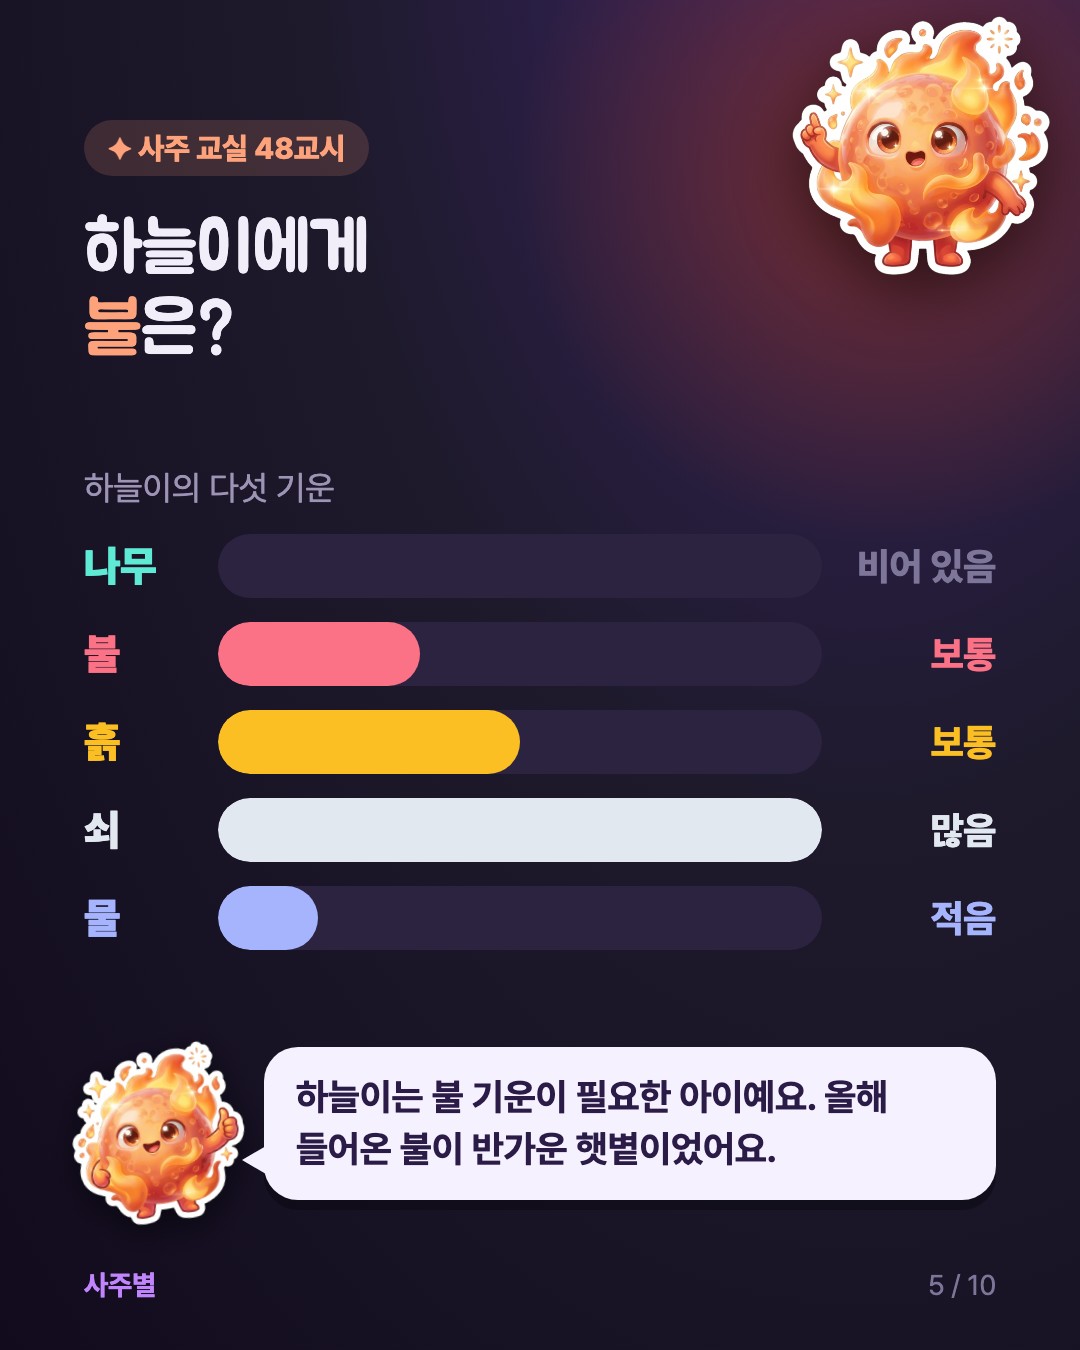 ✦ 사주 교실 48교시
하늘이에게
불은?
하늘이의 다섯 기운
나무 비어 있음
불 보통
흙 보통
쇠 많음
물 적음
하늘이는 불 기운이 필요한 아이예요. 올해
들어온 불이 반가운 햇볕이었어요.
사주별 5 / 10